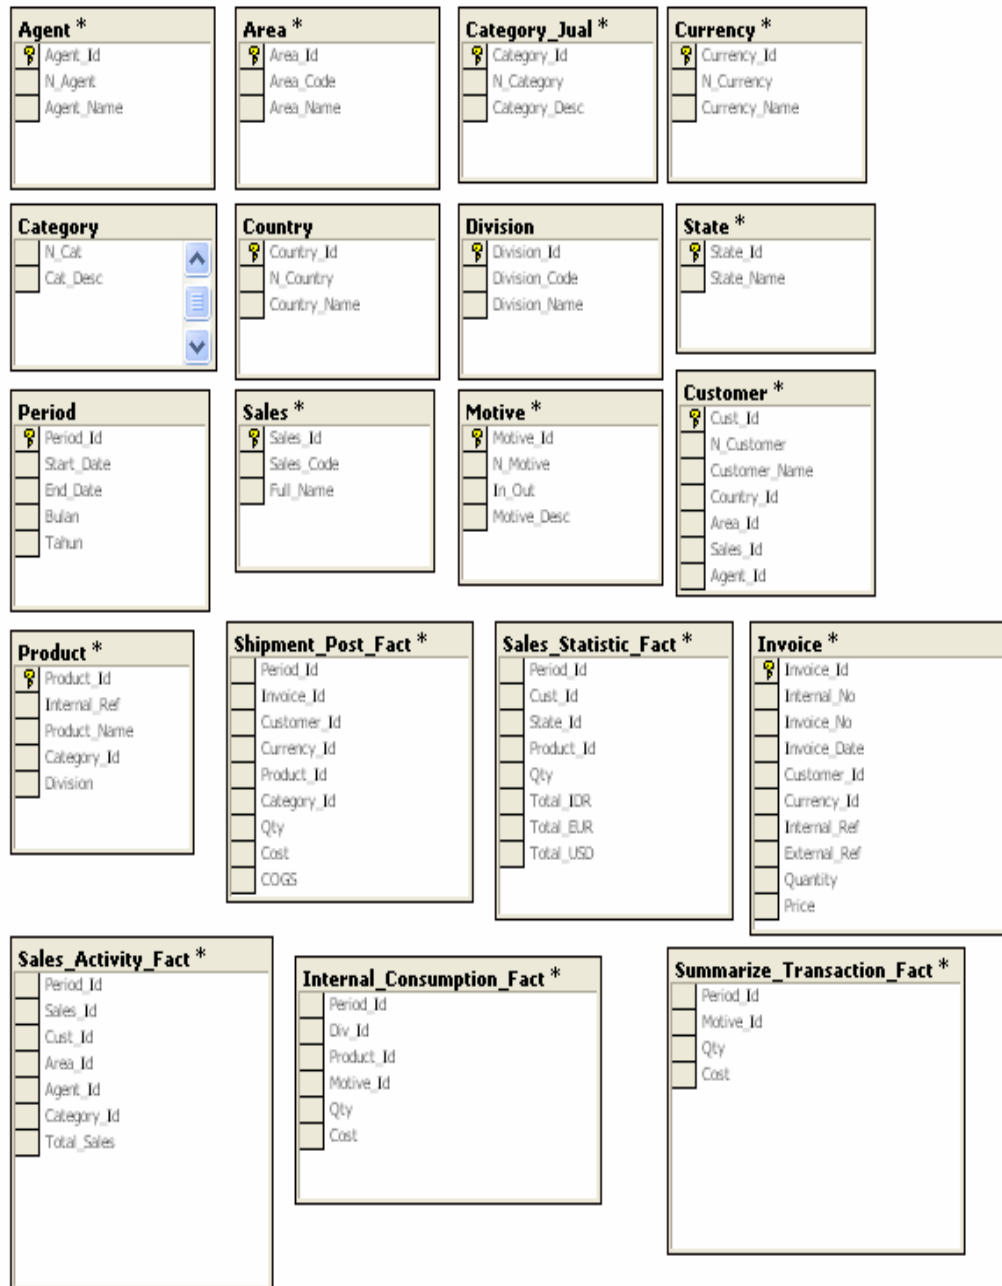 Agent *
Agent_Id
N_Agent
Agent_Name
Area *
Area_Id
Area_Code
Area_Name
Category_Jual *
Category_Id
N_Category
Category_Desc
Currency *
Currency_Id
N_Currency
Currency_Name
Category
N_Cat
Cat_Desc
Country
Country_Id
N_Country
Country_Name
Division
Division_Id
Division_Code
Division_Name
State *
State_Id
State_Name
Period
Period_Id
Start_Date
End_Date
Bulan
Tahun
Sales *
Sales_Id
Sales_Code
Full_Name
Motive *
Motive_Id
N_Motive
In_Out
Motive_Desc
Customer *
Cust_Id
N_Customer
Customer_Name
Country_Id
Area_Id
Sales_Id
Agent_Id
Product *
Product_Id
Internal_Ref
Product_Name
Category_Id
Division
Shipment_Post_Fact *
Period_Id
Invoice_Id
Customer_Id
Currency_Id
Product_Id
Category_Id
Qty
Cost
COGS
Sales_Statistic_Fact *
Period_Id
Cust_Id
State_Id
Product_Id
Qty
Total_IDR
Total_EUR
Total_USD
Invoice *
Invoice_Id
Internal_No
Invoice_No
Invoice_Date
Customer_Id
Currency_Id
Internal_Ref
External_Ref
Quantity
Price
Sales_Activity_Fact *
Period_Id
Sales_Id
Cust_Id
Area_Id
Agent_Id
Category_Id
Total_Sales
Internal_Consumption_Fact *
Period_Id
Div_Id
Product_Id
Motive_Id
Qty
Cost
Summarize_Transaction_Fact *
Period_Id
Motive_Id
Qty
Cost